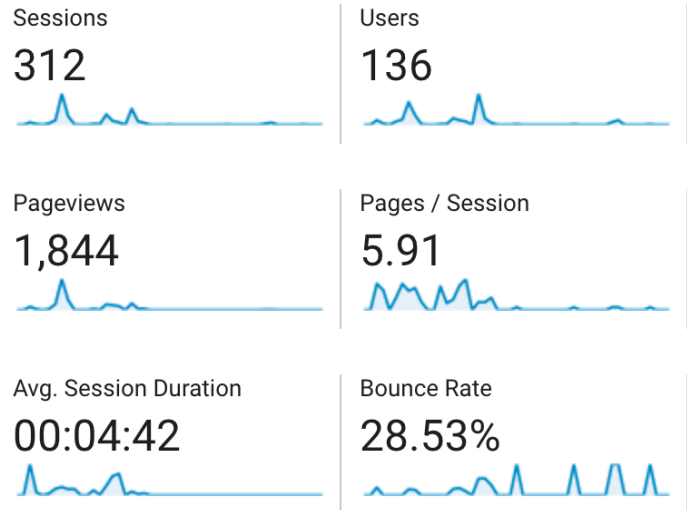 Sessions
312
Users
136
Pageviews
1,844
Pages / Session
5.91
Avg. Session Duration
00:04:42
Bounce Rate
28.53%